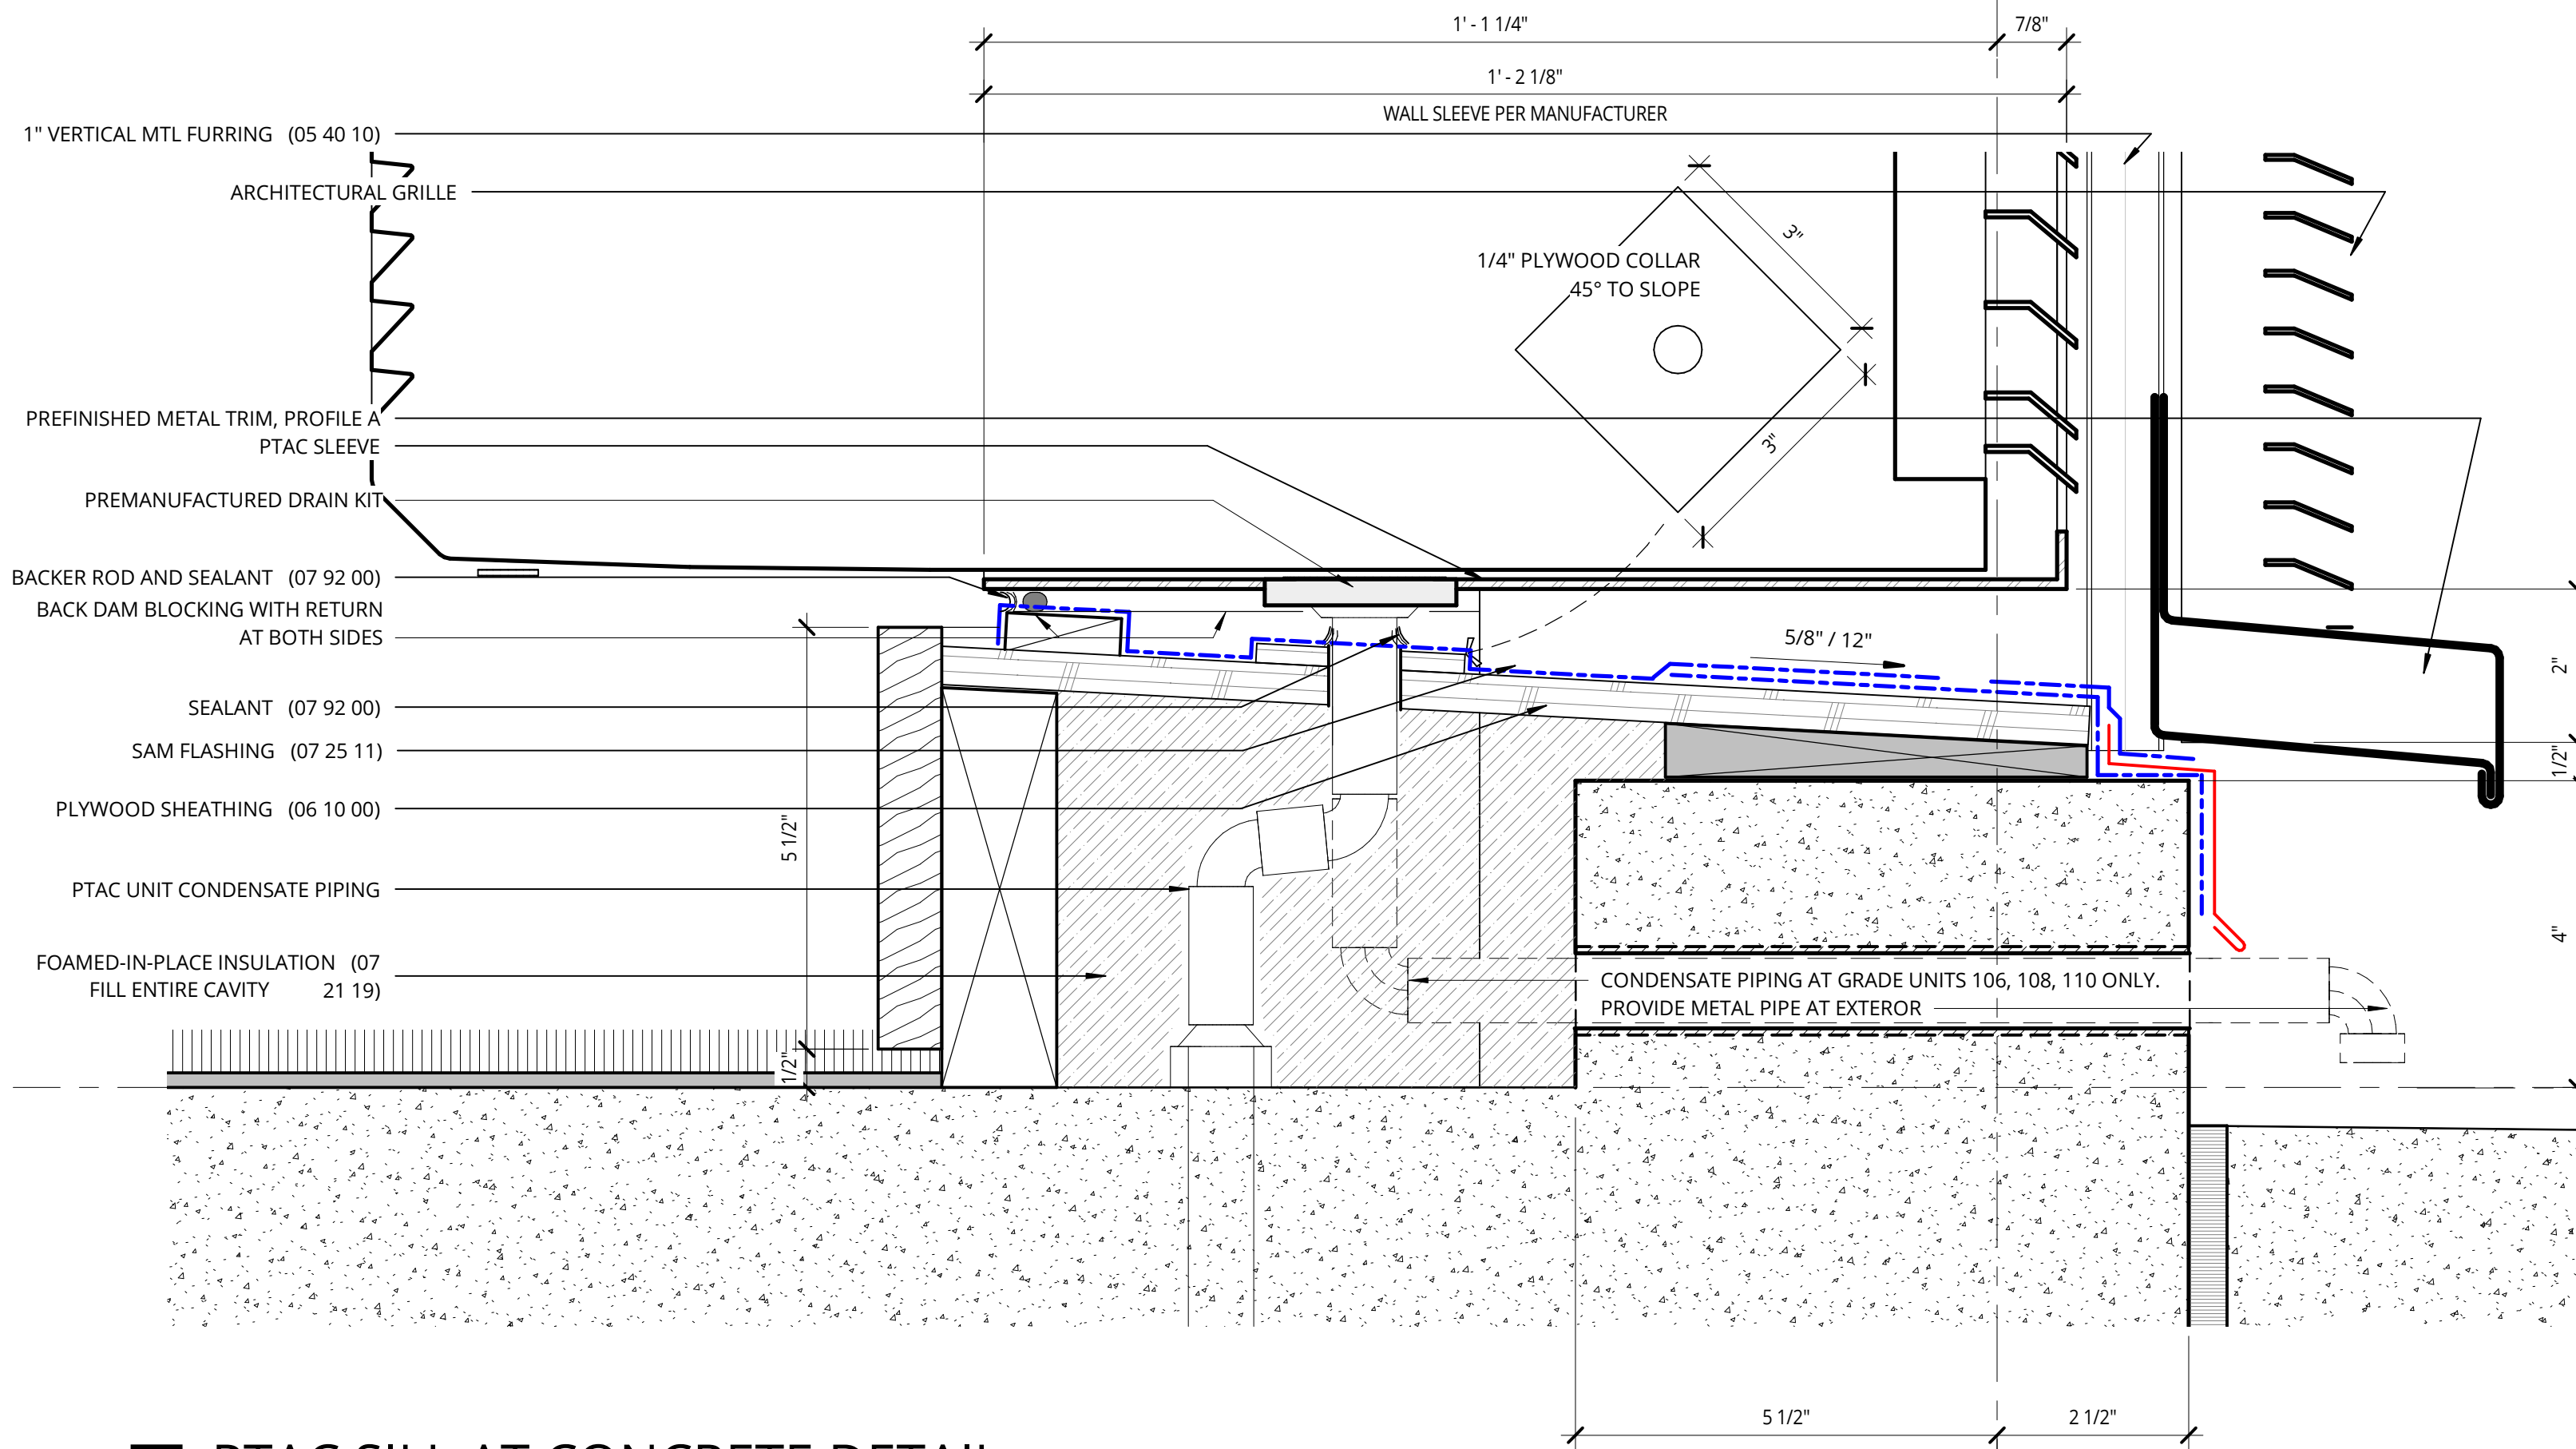 1' - 1 1/4"
7/8"
1' - 2 1/8"
WALL SLEEVE PER MANUFACTURER
1" VERTICAL MTL FURRING (05 40 10)
ARCHITECTURAL GRILLE
3"
1/4" PLYWOOD COLLAR
45° TO SLOPE
PREFINISHED METAL TRIM, PROFILE A
3"
PTAC SLEEVE
PREMANUFACTURED DRAIN KIT
BACKER ROD AND SEALANT (07 92 00)
BACK DAM BLOCKING WITH RETURN
AT BOTH SIDES
5/8" / 12"
2"
SEALANT (07 92 00)
SAM FLASHING (07 25 11)
1/2"
PLYWOOD SHEATHING (06 10 00)
5 1/2"
PTAC UNIT CONDENSATE PIPING
4"
FOAMED-IN-PLACE INSULATION (07
FILL ENTIRE CAVITY 21 19)
CONDENSATE PIPING AT GRADE UNITS 106, 108, 110 ONLY.
PROVIDE METAL PIPE AT EXTEROR
1/2"
5 1/2"
2 1/2"
PTAC SILL AT CONCRETE DETAIL